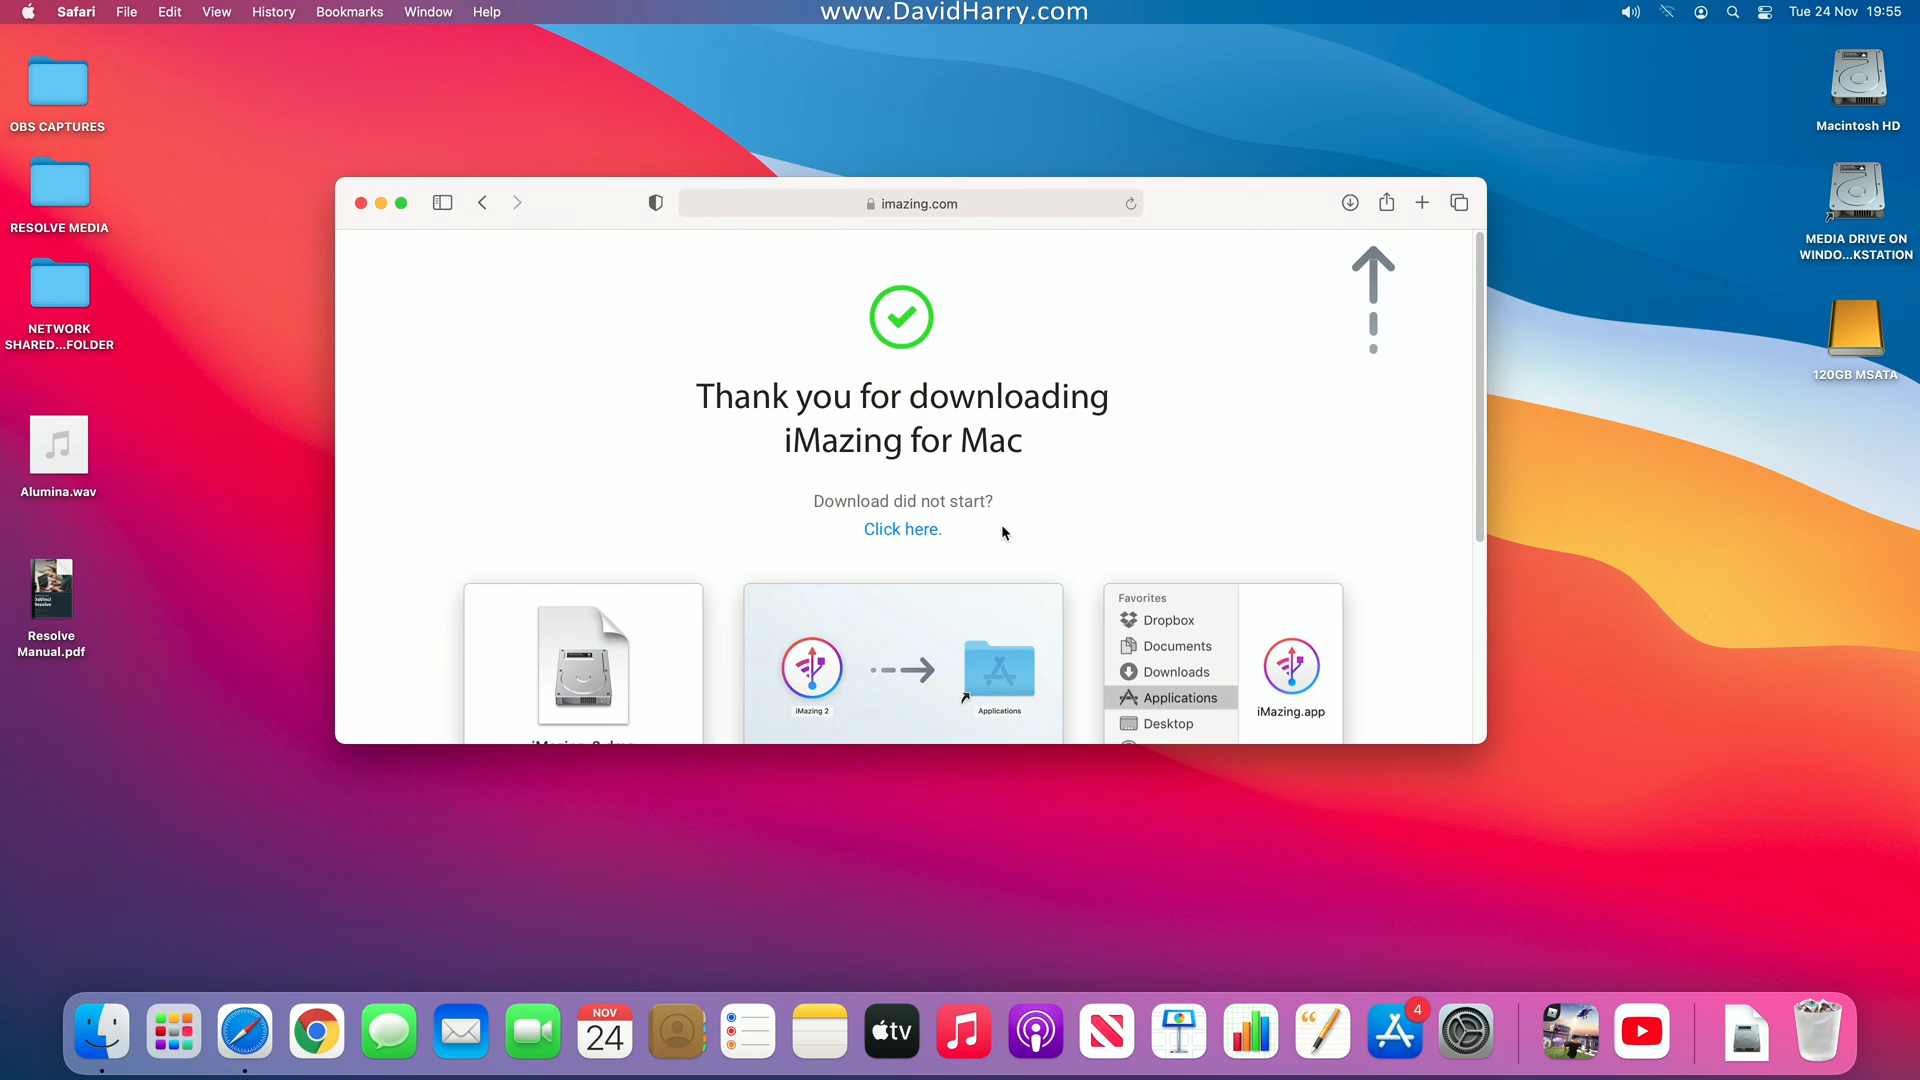 Safari File Edit View History Bookmarks Window Help
www.DavidHarry.com
Tue 24 Nov 19:55
OBS CAPTURES
RESOLVE MEDIA
NETWORK
SHARED...FOLDER
Alumina.wav
Resolve
Manual.pdf
Macintosh HD
MEDIA DRIVE ON
WINDO...KSTATION
120GB MSATA
imazing.com
Thank you for downloading
iMazing for Mac
Download did not start?
Click here.
iMazing 2
Applications
Favorites
Dropbox
Documents
Downloads
Applications
Desktop
iMazing.app
NOV
24
tv
4